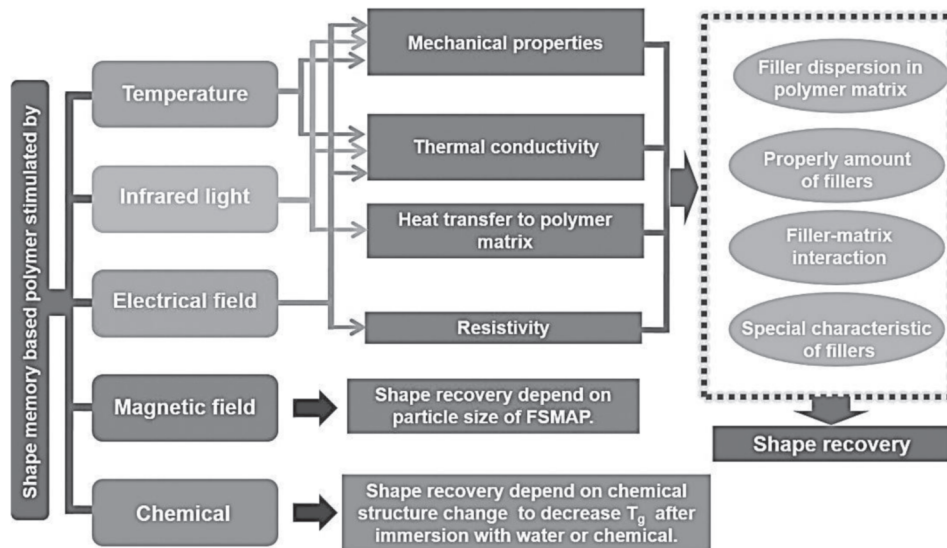 Shape memory based polymer stimulated by
Temperature
Infrared light
Electrical field
Magnetic field
Chemical
Mechanical properties
Thermal conductivity
Heat transfer to polymer
matrix
Resistivity
Shape recovery depend on
particle size of FSMAP.
Shape recovery depend on chemical
structure change to decrease Tg after
immersion with water or chemical.
Filler dispersion in
polymer matrix
Properly amount
of fillers
Filler-matrix
interaction
Special characteristic
of fillers
Shape recovery